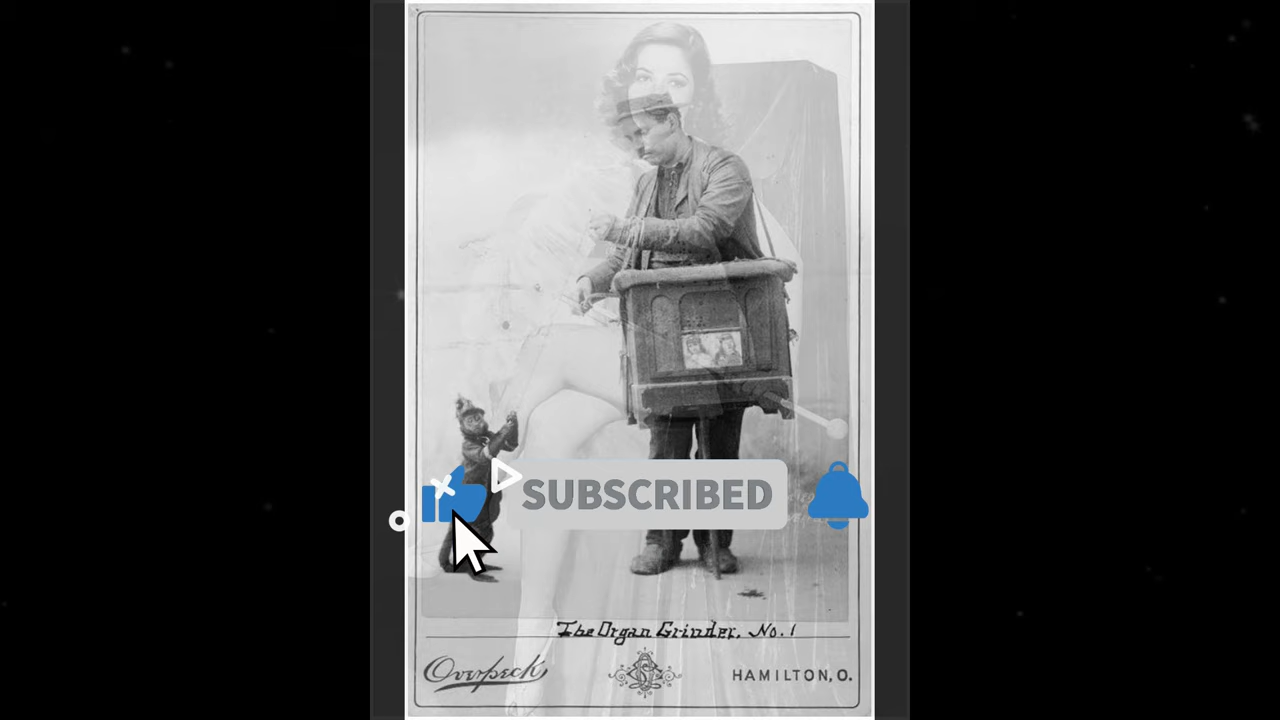 SUBSCRIBED
The Organ Grinder, No. 1
Overpeck
HAMILTON, O.